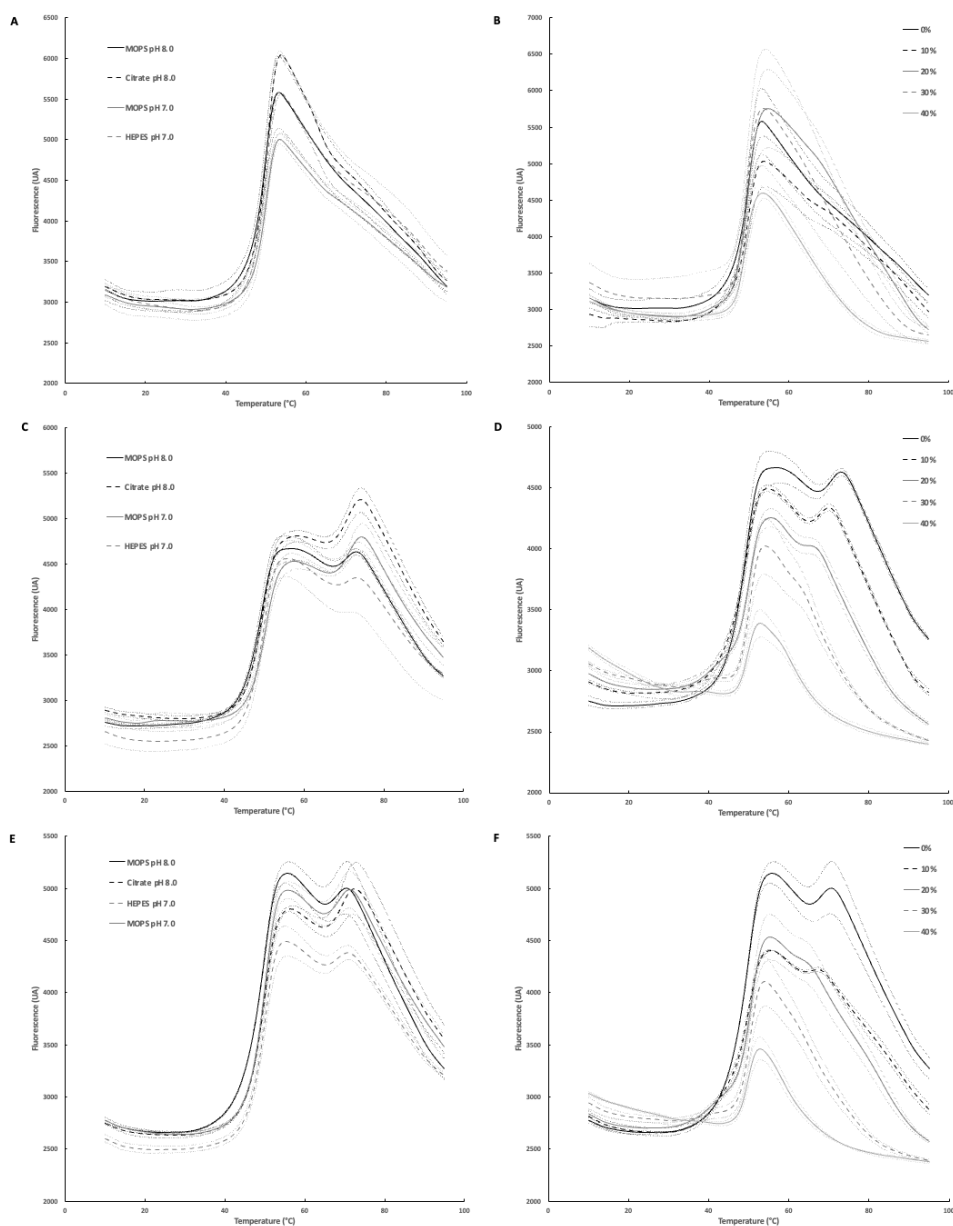 A
6500
6000
5500
5000
4500
4000
3500
3000
2500
2000
Fluorescence (UA)
MOPS pH 8.0
Citrate pH 8.0
MOPS pH 7.0
HEPES pH 7.0
0 20 40 60 80 100
Temperature (°C)
B
7000
6500
6000
5500
5000
4500
4000
3500
3000
2500
2000
Fluorescence (UA)
0%
10%
20%
30%
40%
0 20 40 60 80 100
Temperature (°C)
C
6000
5500
5000
4500
4000
3500
3000
2500
2000
Fluorescence (UA)
MOPS pH 8.0
Citrate pH 8.0
MOPS pH 7.0
HEPES pH 7.0
0 20 40 60 80 100
Temperature (°C)
D
5000
4500
4000
3500
3000
2500
2000
Fluorescence (UA)
0%
10%
20%
30%
40%
0 20 40 60 80 100
Temperature (°C)
E
5500
5000
4500
4000
3500
3000
2500
2000
Fluorescence (UA)
MOPS pH 8.0
Citrate pH 8.0
HEPES pH 7.0
MOPS pH 7.0
0 20 40 60 80 100
Temperature (°C)
F
5500
5000
4500
4000
3500
3000
2500
2000
Fluorescence (UA)
0%
10%
20%
30%
40%
0 20 40 60 80 100
Temperature (°C)